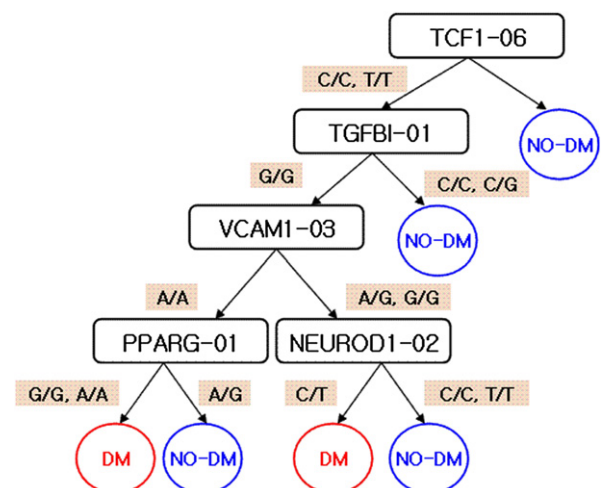 TCF1-06
C/C, T/T
TGFBI-01
NO-DM
G/G
C/C, C/G
VCAM1-03
NO-DM
A/A
A/G, G/G
PPARG-01
NEUROD1-02
G/G, A/A
A/G
C/T
C/C, T/T
DM
NO-DM
DM
NO-DM